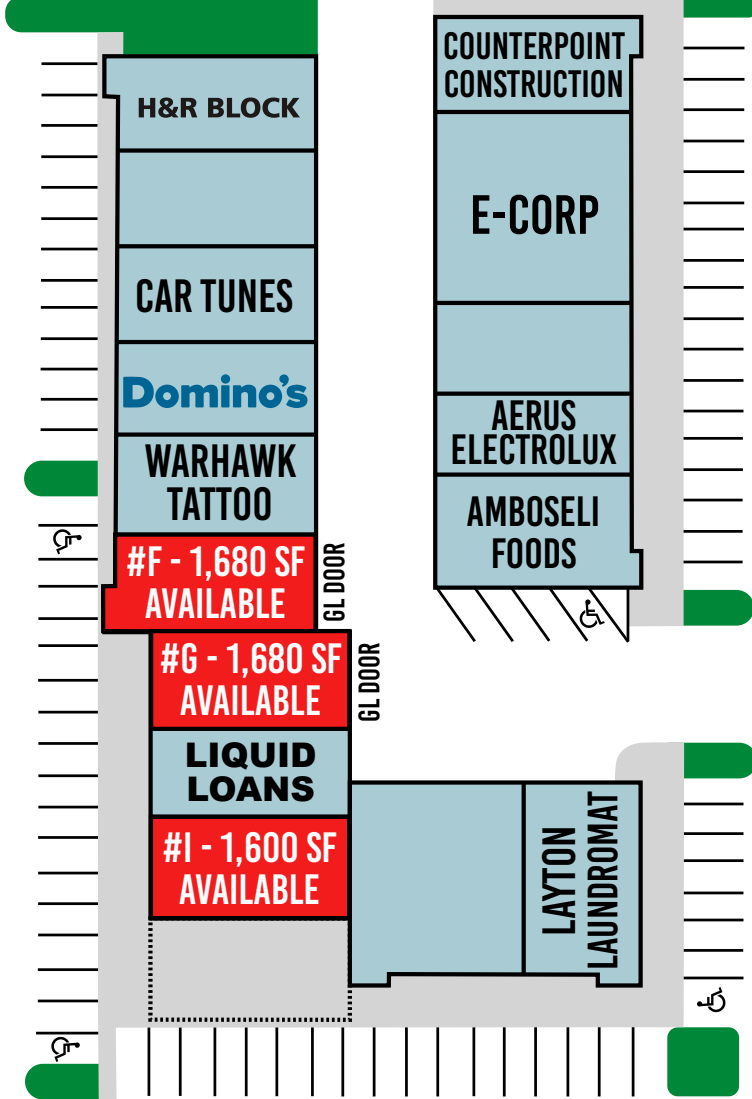 H&R BLOCK
CAR TUNES
Domino's
WARHAWK
TATTOO
#F - 1,680 SF
AVAILABLE
GL DOOR
#G - 1,680 SF
AVAILABLE
GL DOOR
LIQUID
LOANS
#I - 1,600 SF
AVAILABLE
COUNTERPOINT
CONSTRUCTION
E-CORP
AERUS
ELECTROLUX
AMBOSELI
FOODS
LAYTON
LAUNDROMAT